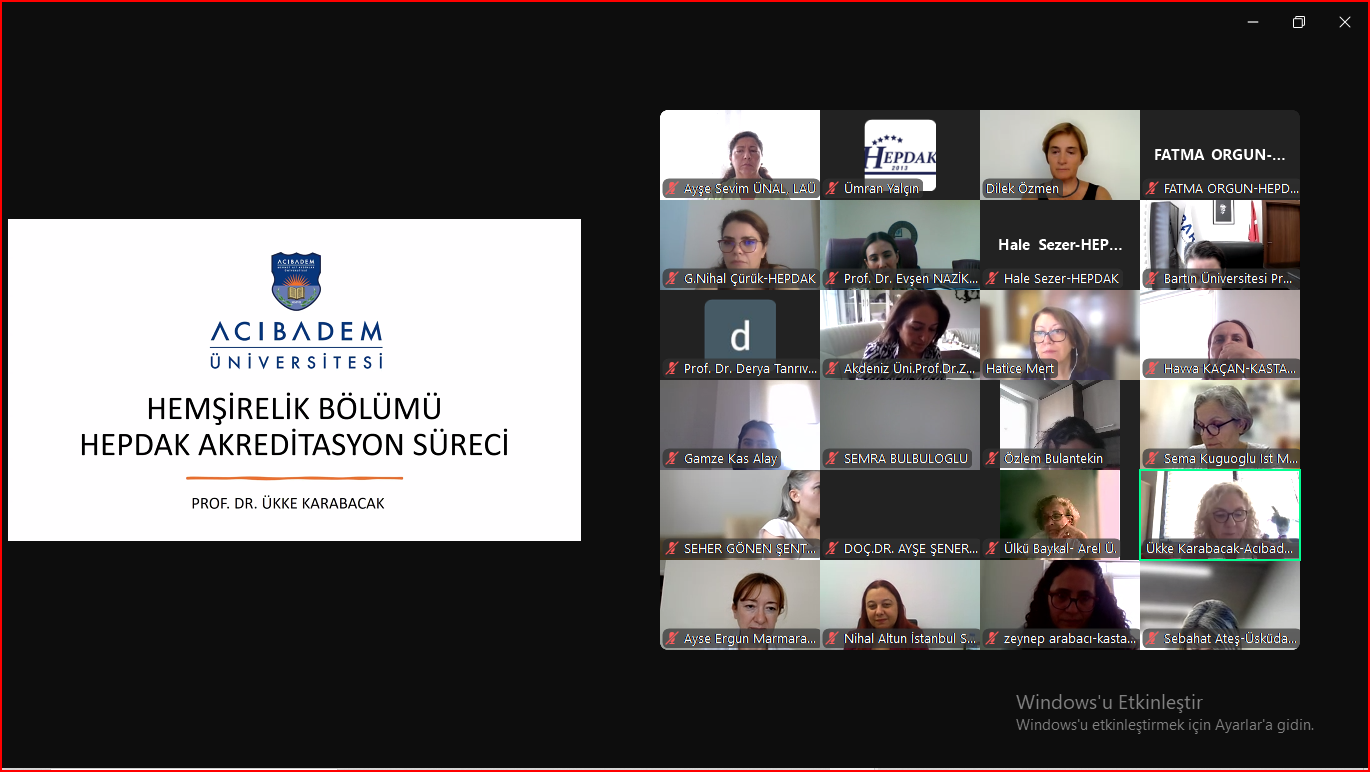 ACIBADEM
ÜNİVERSİTESİ
ACIBADEM
ÜNİVERSİTESİ
HEMŞİRELİK BÖLÜMÜ
HEPDAK AKREDİTASYON SÜRECİ
PROF. DR. ÜKKE KARABACAK
Ayşe Sevim ÜNAL, LAÜ
HEPDAK
2013
Ümran Yalçın
Dilek Özmen
FATMA ORGUN-...
FATMA ORGUN-HEPD...
G.Nihal Çürük-HEPDAK
Prof. Dr. Evşen NAZİK...
Hale Sezer-HEP...
Hale Sezer-HEPDAK
Bartın Üniversitesi Pr...
d
Prof. Dr. Derya Tanrıv...
Akdeniz Üni.Prof.Dr.Z...
Hatice Mert
Havva KAÇAN-KASTA...
Gamze Kas Alay
SEMRA BULBULOGLU
Özlem Bulantekin
Sema Kuguoglu Ist M...
SEHER GÖNEN ŞENT...
DOÇ.DR. AYŞE ŞENER...
Ülkü Baykal- Arel Ü.
Ükke Karabacak-Acıbad...
Ayse Ergun Marmara...
Nihal Altun İstanbul S...
zeynep arabacı-kasta...
Sebahat Ateş-Üsküda...
Windows'u Etkinleştir
Windows'u etkinleştirmek için Ayarlar'a gidin.